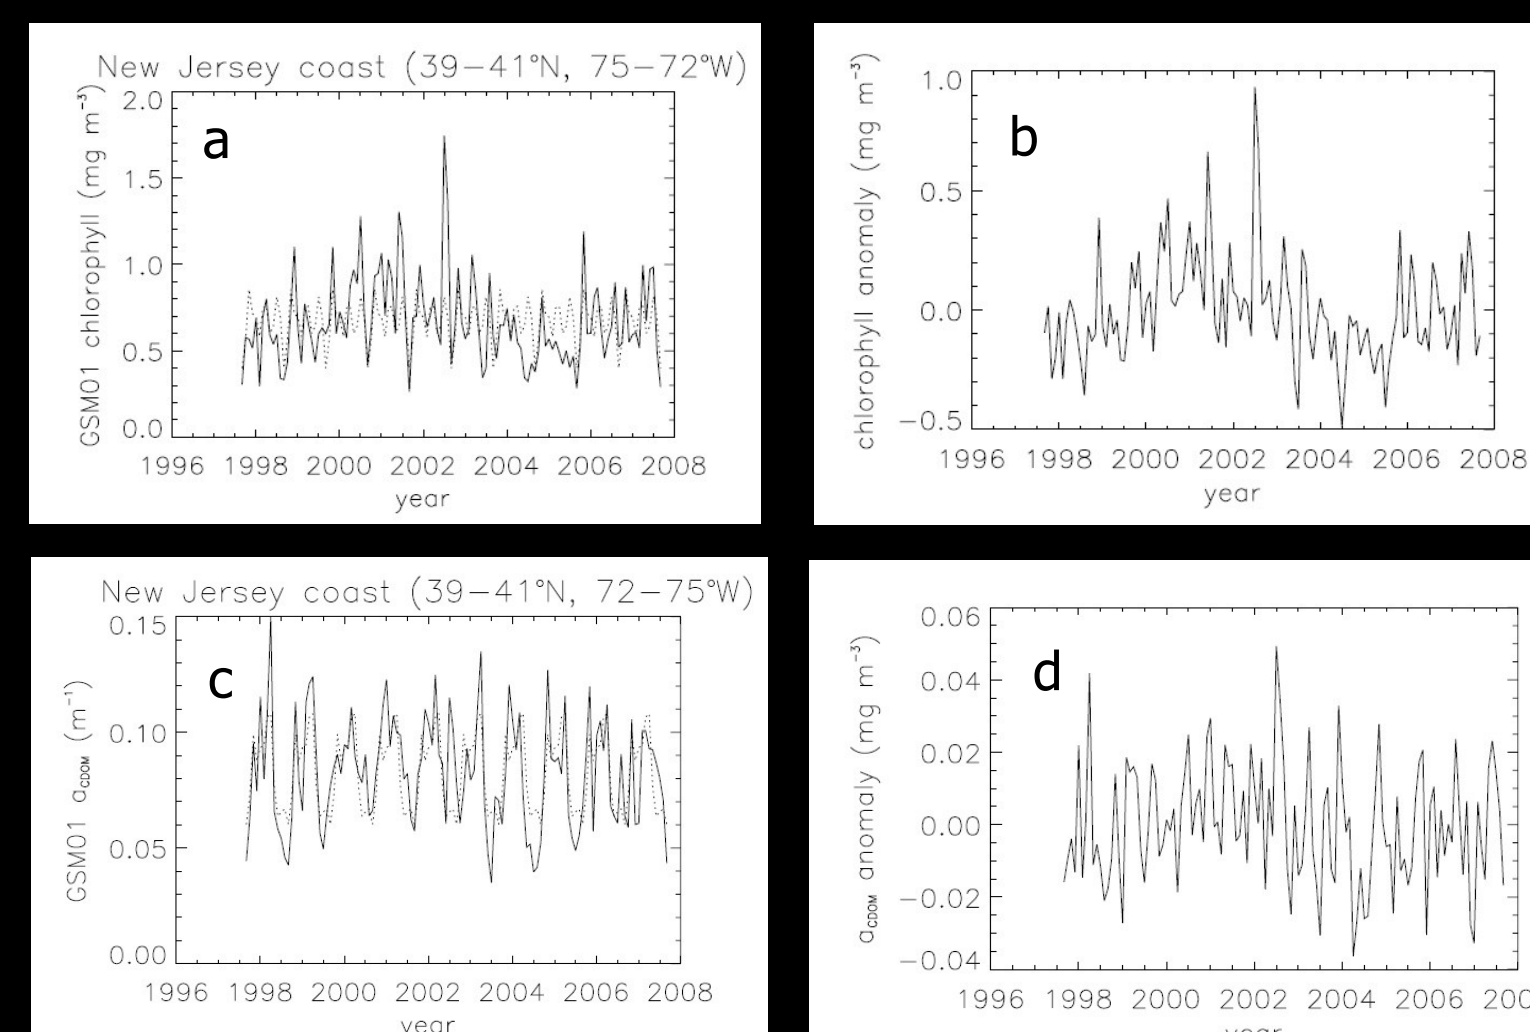 New Jersey coast (39−41°N, 75−72°W)
GSM01 chlorophyll (mg m⁻³)
2.0
1.5
1.0
0.5
0.0
a
1996 1998 2000 2002 2004 2006 2008
year
chlorophyll anomaly (mg m⁻³)
1.0
0.5
0.0
−0.5
b
1996 1998 2000 2002 2004 2006 2008
year
New Jersey coast (39−41°N, 72−75°W)
GSM01 aCDOM (m⁻¹)
0.15
0.10
0.05
0.00
c
1996 1998 2000 2002 2004 2006 2008
year
aCDOM anomaly (mg m⁻³)
0.06
0.04
0.02
0.00
−0.02
−0.04
d
1996 1998 2000 2002 2004 2006 200
year